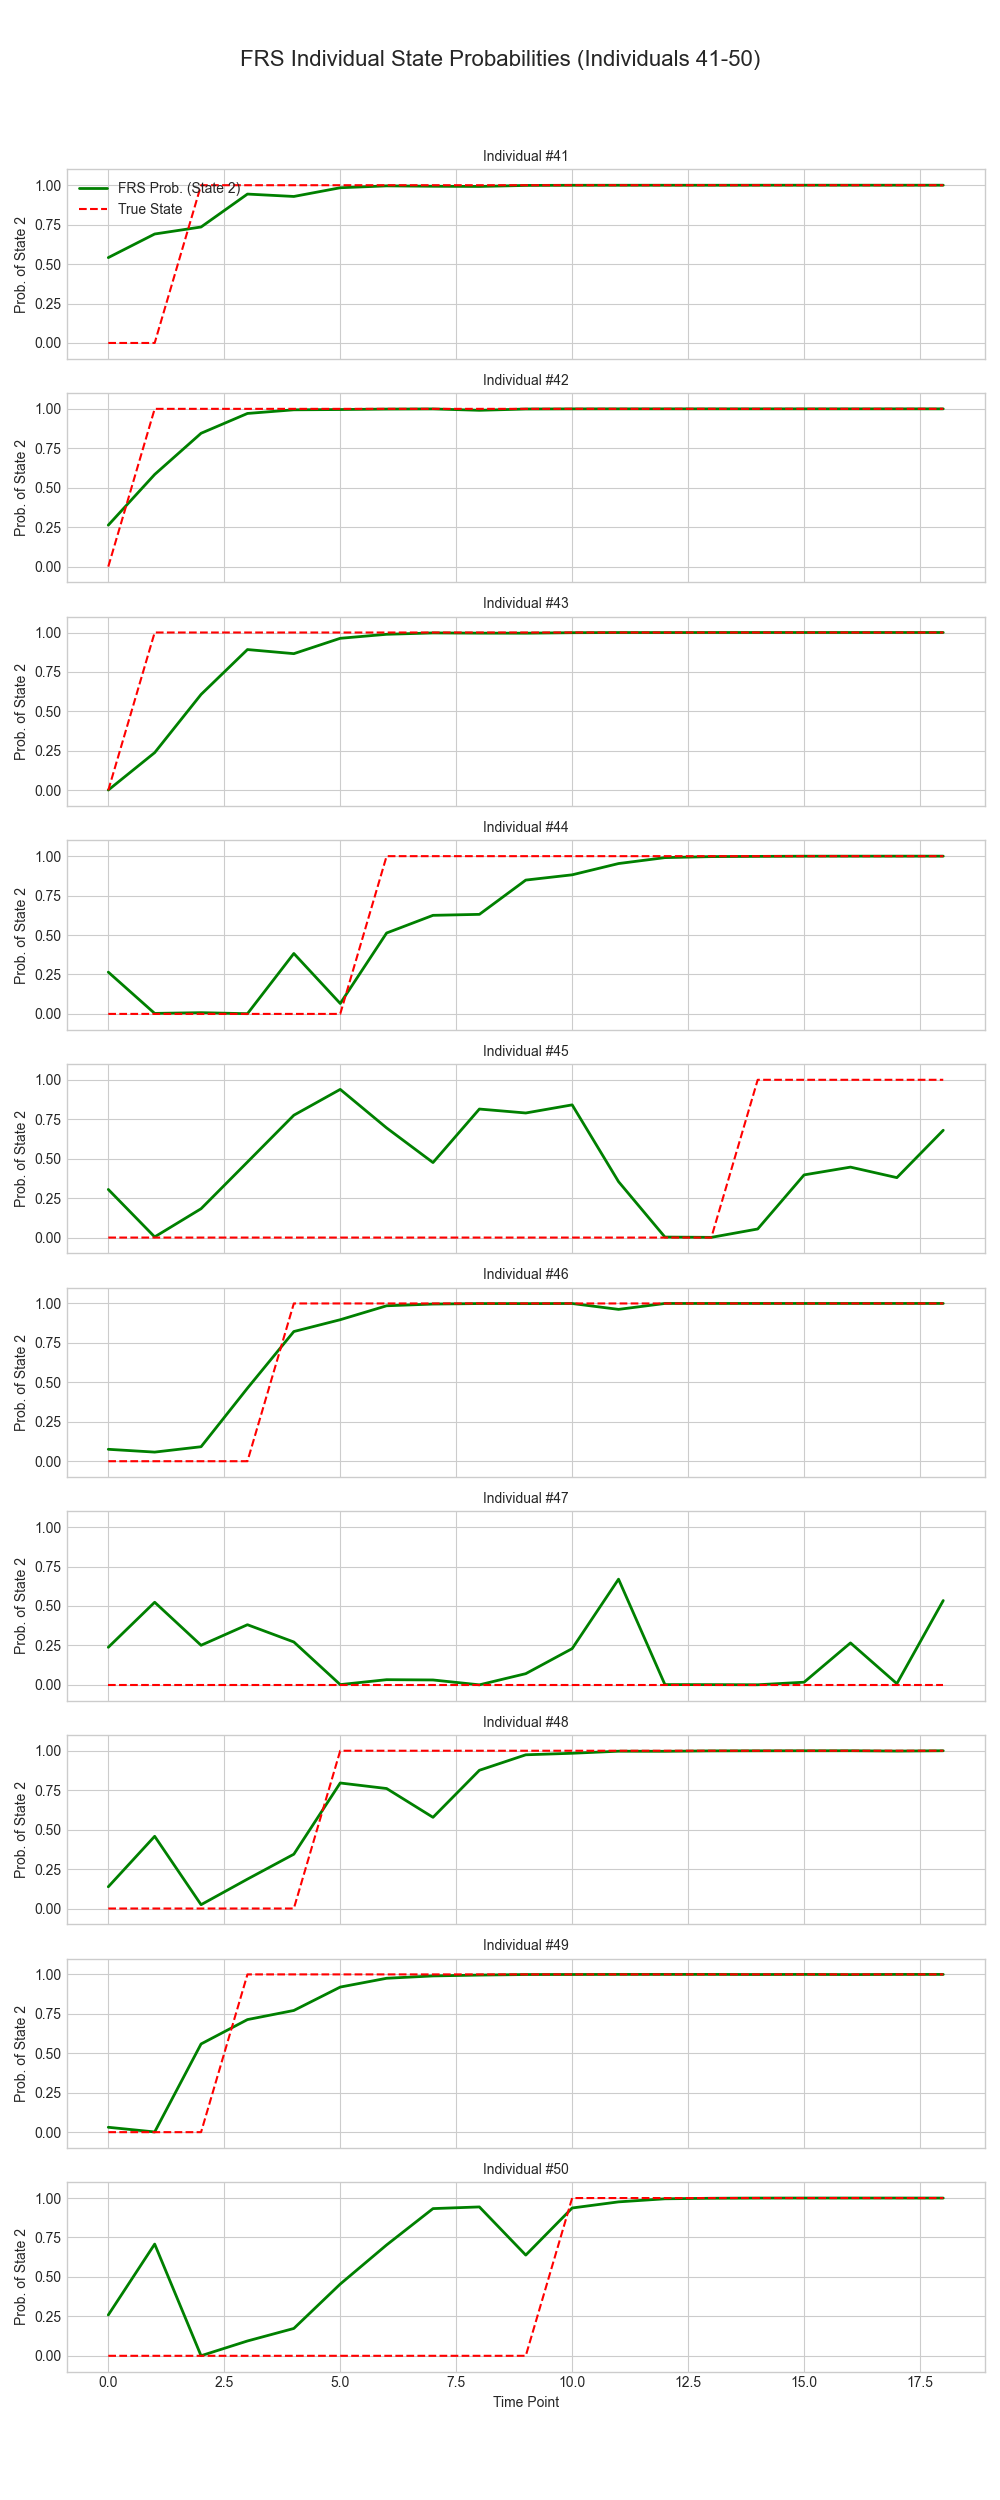 FRS Individual State Probabilities (Individuals 41-50)
Individual #41
FRS Prob. (State 2)
True State
1.00
0.75
0.50
0.25
0.00
Prob. of State 2
Individual #42
1.00
0.75
0.50
0.25
0.00
Prob. of State 2
Individual #43
1.00
0.75
0.50
0.25
0.00
Prob. of State 2
Individual #44
1.00
0.75
0.50
0.25
0.00
Prob. of State 2
Individual #45
1.00
0.75
0.50
0.25
0.00
Prob. of State 2
Individual #46
1.00
0.75
0.50
0.25
0.00
Prob. of State 2
Individual #47
1.00
0.75
0.50
0.25
0.00
Prob. of State 2
Individual #48
1.00
0.75
0.50
0.25
0.00
Prob. of State 2
Individual #49
1.00
0.75
0.50
0.25
0.00
Prob. of State 2
Individual #50
1.00
0.75
0.50
0.25
0.00
Prob. of State 2
0.0 2.5 5.0 7.5 10.0 12.5 15.0 17.5
Time Point